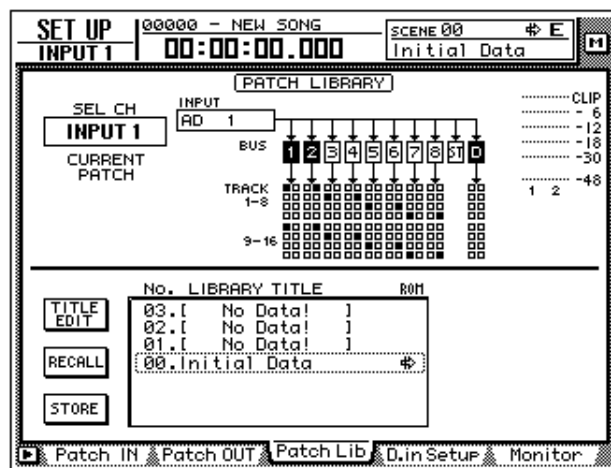 SET UP
INPUT 1
00000 - NEW SONG
00:00:00.000
SCENE 00 E
Initial Data
M
PATCH LIBRARY
SEL CH
INPUT 1
CURRENT
PATCH
INPUT
AD 1
BUS
1 2 3 4 5 6 7 8 ST D
TRACK
1-8
9-16
CLIP
- 6
-12
-18
-30
-48
1 2
No. LIBRARY TITLE ROM
03.[ No Data! ]
02.[ No Data! ]
01.[ No Data! ]
00.Initial Data
TITLE
EDIT
RECALL
STORE
Patch IN Patch OUT Patch Lib D.in Setup Monitor